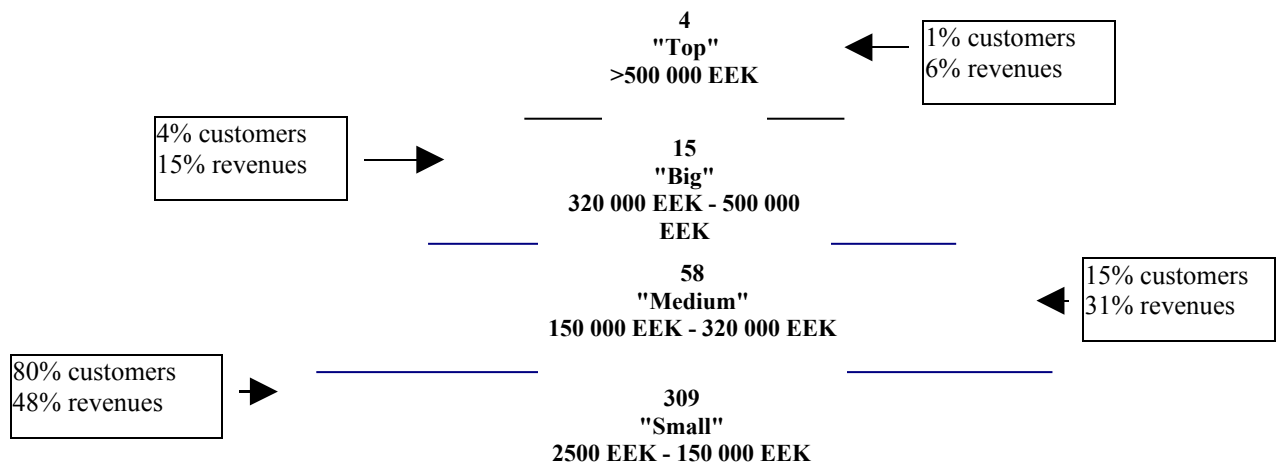 4
"Top"
>500 000 EEK
1% customers
6% revenues
4% customers
15% revenues
15
"Big"
320 000 EEK - 500 000
EEK
58
"Medium"
150 000 EEK - 320 000 EEK
15% customers
31% revenues
80% customers
48% revenues
309
"Small"
2500 EEK - 150 000 EEK